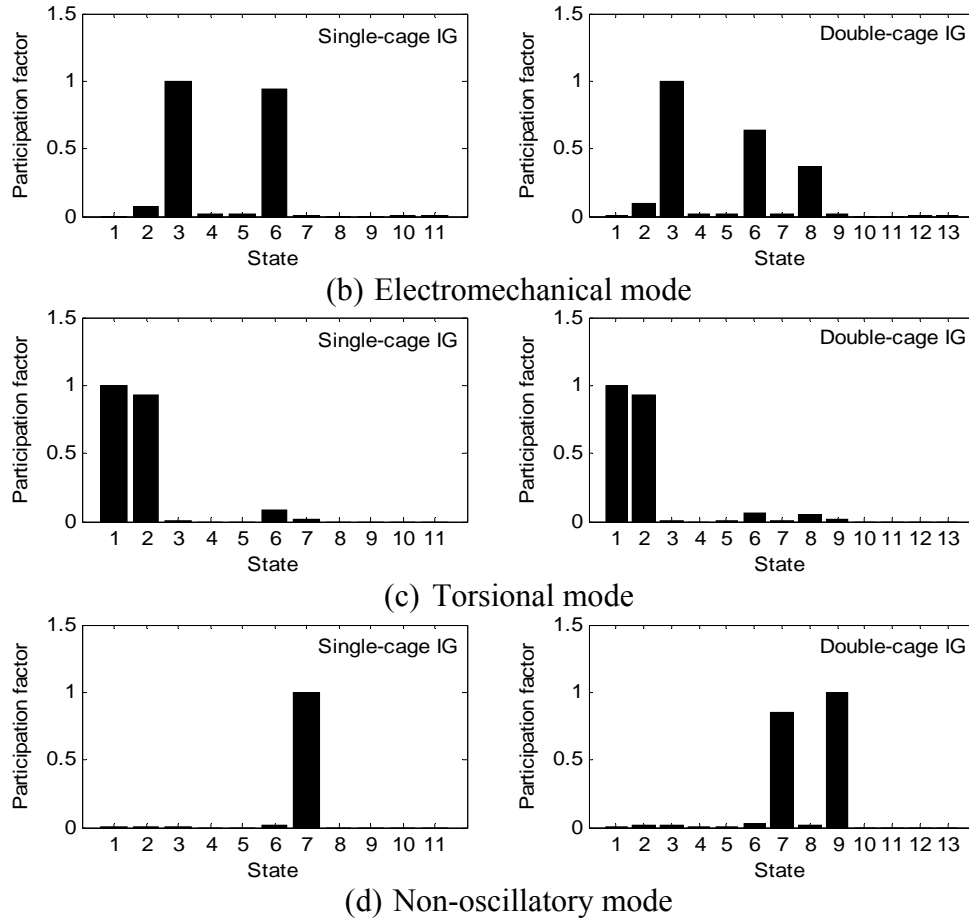 1.5
1
0.5
0
Participation factor
Single-cage IG
1 2 3 4 5 6 7 8 9 10 11
State
1.5
1
0.5
0
Participation factor
Double-cage IG
1 2 3 4 5 6 7 8 9 10 11 12 13
State
(b) Electromechanical mode
1.5
1
0.5
0
Participation factor
Single-cage IG
1 2 3 4 5 6 7 8 9 10 11
State
1.5
1
0.5
0
Participation factor
Double-cage IG
1 2 3 4 5 6 7 8 9 10 11 12 13
State
(c) Torsional mode
1.5
1
0.5
0
Participation factor
Single-cage IG
1 2 3 4 5 6 7 8 9 10 11
State
1.5
1
0.5
0
Participation factor
Double-cage IG
1 2 3 4 5 6 7 8 9 10 11 12 13
State
(d) Non-oscillatory mode